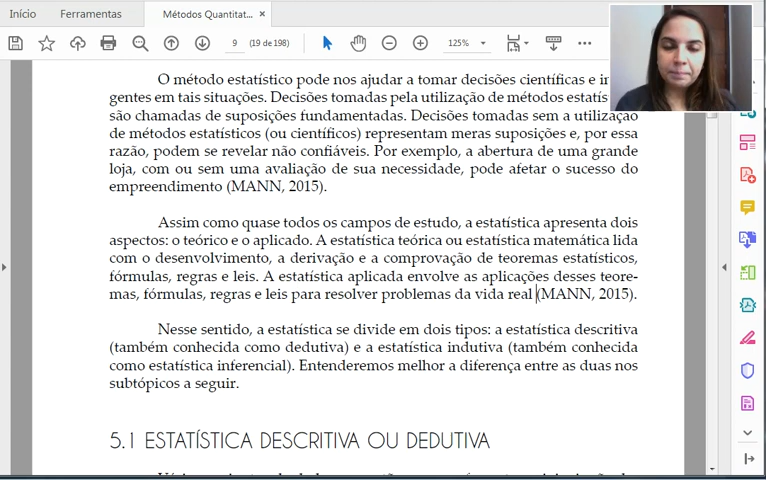 Início
Ferramentas
Métodos Quantitat... ×
9 (19 de 198)
125%
O método estatístico pode nos ajudar a tomar decisões científicas e in
gentes em tais situações. Decisões tomadas pela utilização de métodos estatís
são chamadas de suposições fundamentadas. Decisões tomadas sem a utilização
de métodos estatísticos (ou científicos) representam meras suposições e, por essa
razão, podem se revelar não confiáveis. Por exemplo, a abertura de uma grande
loja, com ou sem uma avaliação de sua necessidade, pode afetar o sucesso do
empreendimento (MANN, 2015).
Assim como quase todos os campos de estudo, a estatística apresenta dois
aspectos: o teórico e o aplicado. A estatística teórica ou estatística matemática lida
com o desenvolvimento, a derivação e a comprovação de teoremas estatísticos,
fórmulas, regras e leis. A estatística aplicada envolve as aplicações desses teore-
mas, fórmulas, regras e leis para resolver problemas da vida real (MANN, 2015).
Nesse sentido, a estatística se divide em dois tipos: a estatística descritiva
(também conhecida como dedutiva) e a estatística indutiva (também conhecida
como estatística inferencial). Entenderemos melhor a diferença entre as duas nos
subtópicos a seguir.
5.1 ESTATÍSTICA DESCRITIVA OU DEDUTIVA